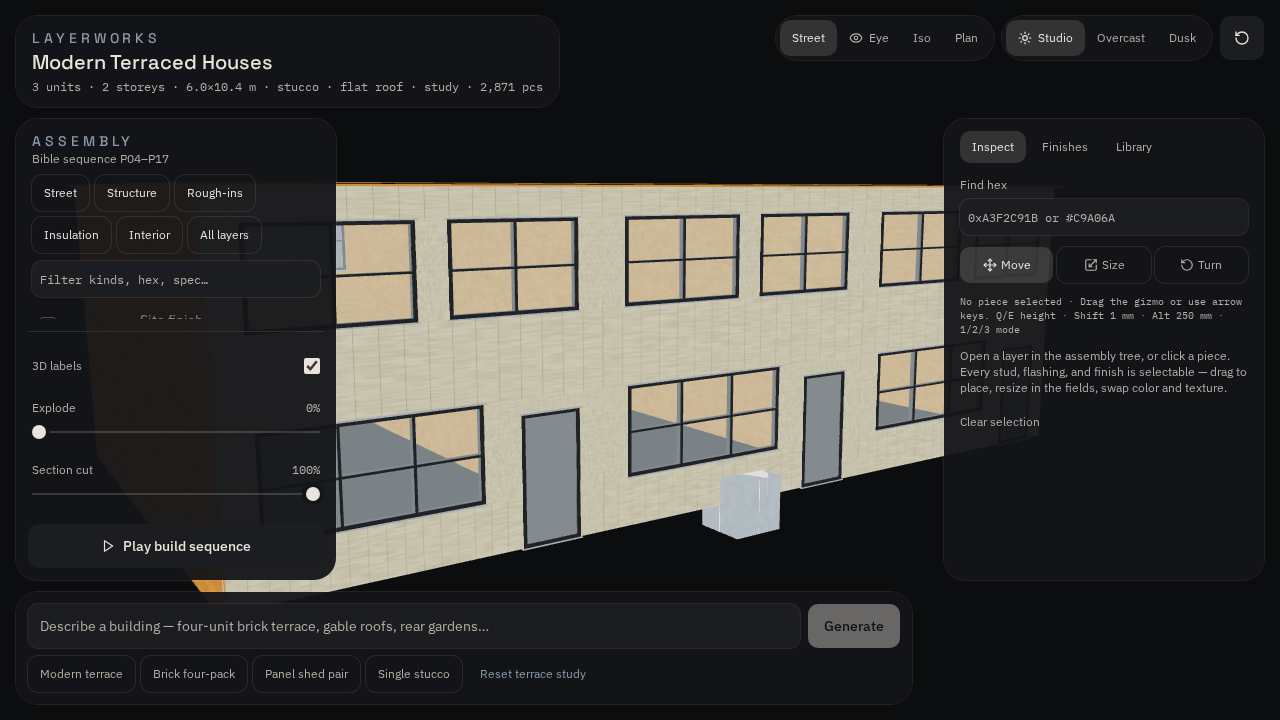 LAYERWORKS
Modern Terraced Houses
3 units · 2 storeys · 6.0×10.4 m · stucco · flat roof · study · 2,871 pcs
Street
Eye
Iso
Plan
Studio
Overcast
Dusk
ASSEMBLY
Bible sequence P04–P17
Street
Structure
Rough-ins
Insulation
Interior
All layers
Filter kinds, hex, spec…
3D labels
Explode
0%
Section cut
100%
Play build sequence
Inspect
Finishes
Library
Find hex
0xA3F2C91B or #C9A06A
Move
Size
Turn
No piece selected · Drag the gizmo or use arrow
keys. Q/E height · Shift 1 mm · Alt 250 mm ·
1/2/3 mode
Open a layer in the assembly tree, or click a piece.
Every stud, flashing, and finish is selectable — drag to
place, resize in the fields, swap color and texture.
Clear selection
Describe a building — four-unit brick terrace, gable roofs, rear gardens…
Generate
Modern terrace
Brick four-pack
Panel shed pair
Single stucco
Reset terrace study